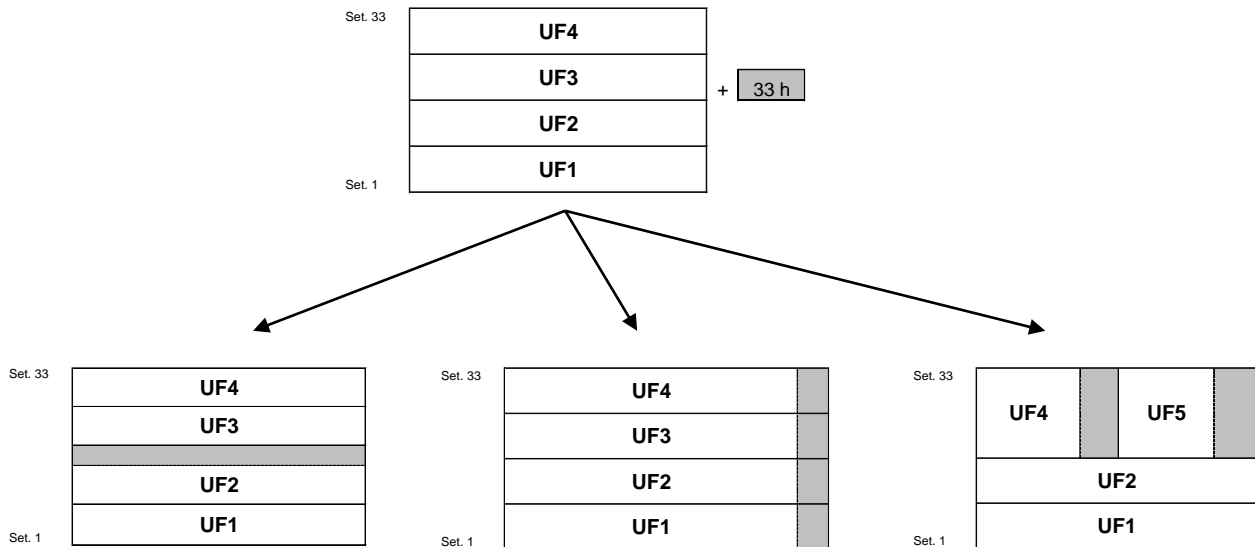 Set. 33
UF4
UF3
+ 33 h
UF2
UF1
Set. 1
Set. 33
UF4
UF3
UF2
UF1
Set. 1
Set. 33
UF4
UF3
UF2
UF1
Set. 1
Set. 33
UF4 UF5
UF2
UF1
Set. 1